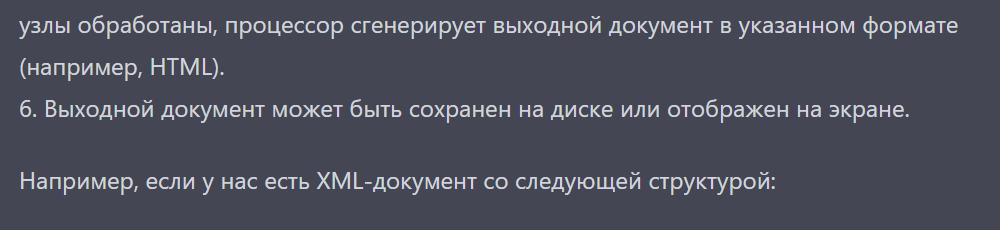 узлы обработаны, процессор сгенерирует выходной документ в указанном формате
(например, HTML).
6. Выходной документ может быть сохранен на диске или отображен на экране.
Например, если у нас есть XML-документ со следующей структурой: